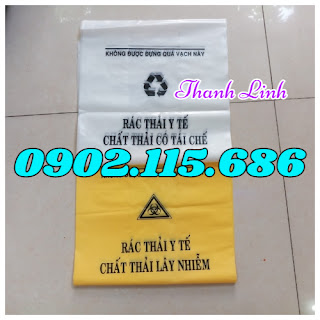 KHÔNG ĐƯỢC ĐỰNG QUÁ VẠCH NÀY
Thanh Linh
RÁC THẢI Y TẾ
CHẤT THẢI CÓ TÁI CHẾ
0902.115.686
RÁC THẢI Y TẾ
CHẤT THẢI LÂY NHIỄM